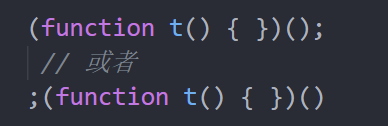 (function t() { })();
// 或者
;(function t() { })()